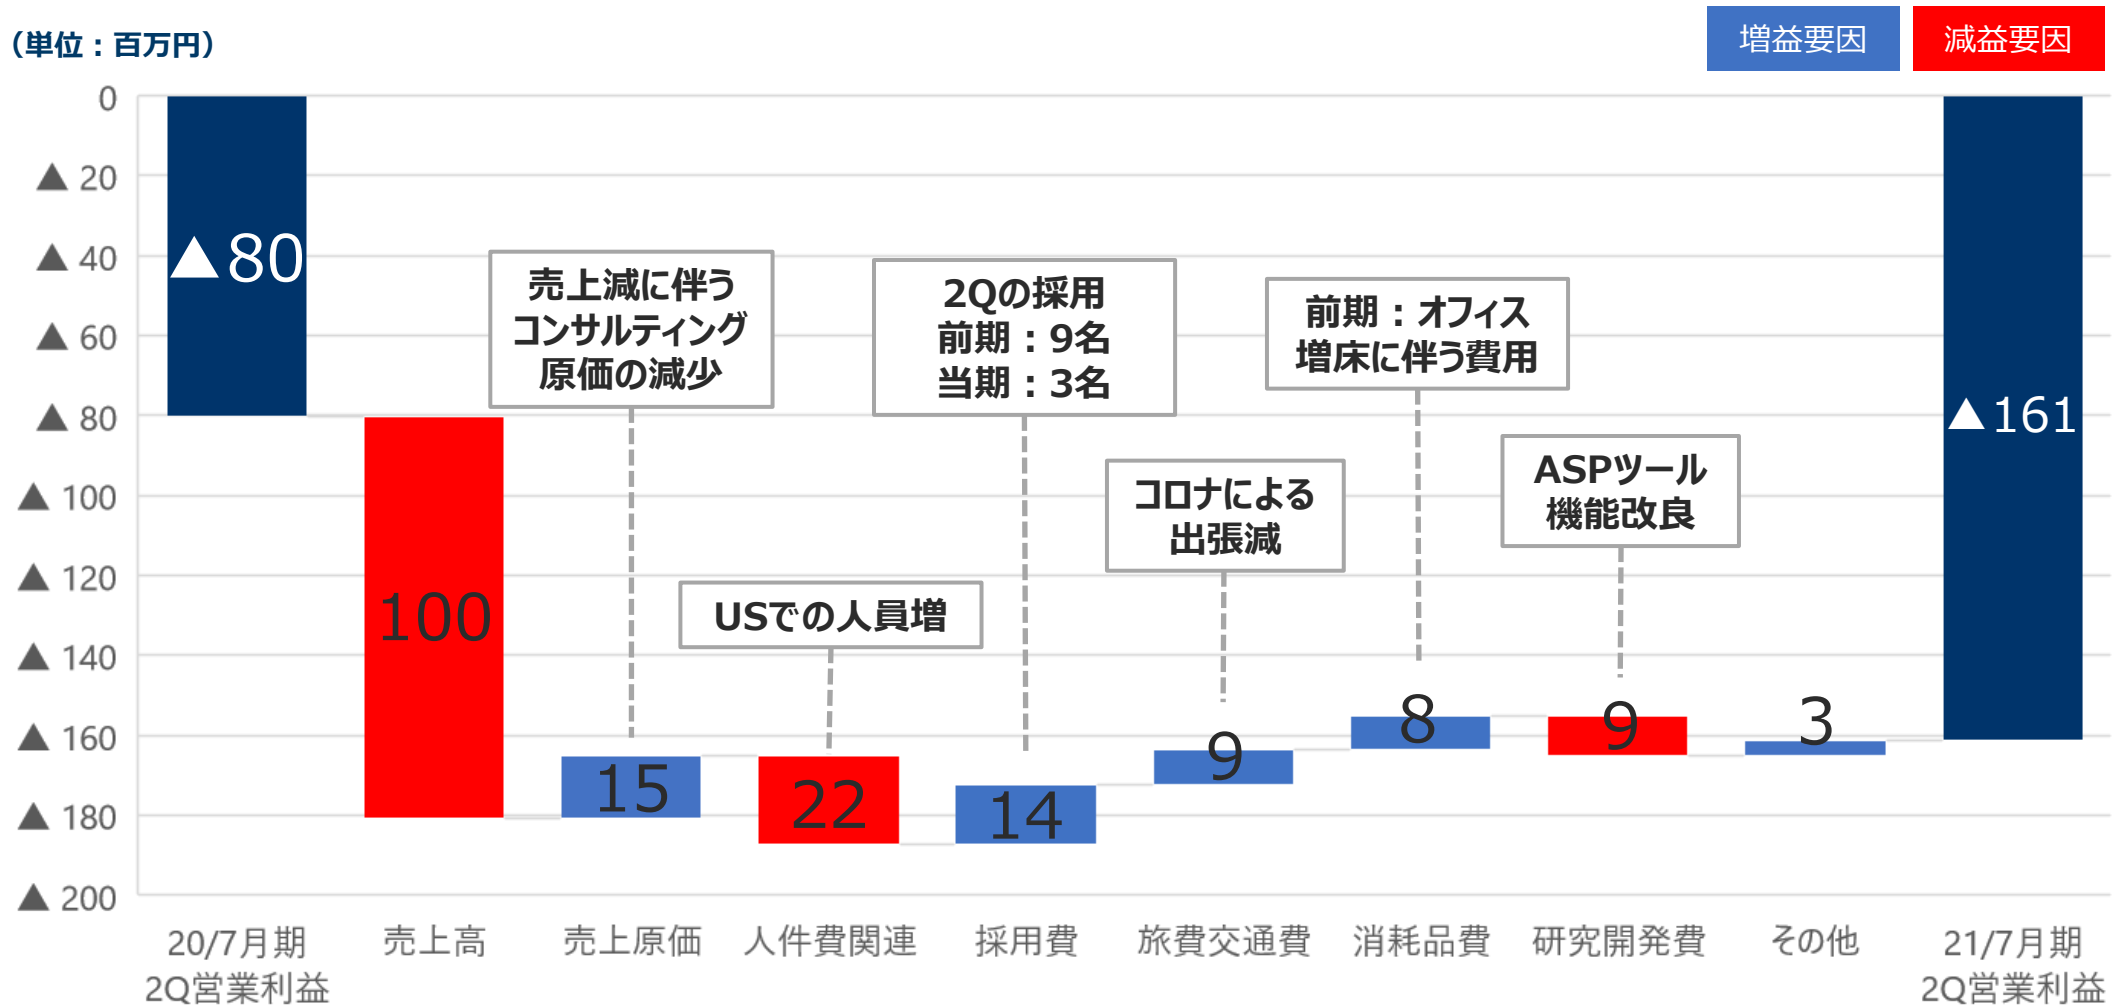 （単位：百万円）
増益要因
減益要因
0
▲ 20
▲ 40
▲ 60
▲ 80
▲ 100
▲ 120
▲ 140
▲ 160
▲ 180
▲ 200
▲80
100
15
22
14
9
8
9
3
▲161
売上減に伴う
コンサルティング
原価の減少
USでの人員増
2Qの採用
前期：9名
当期：3名
コロナによる
出張減
前期：オフィス
増床に伴う費用
ASPツール
機能改良
20/7月期
2Q営業利益
売上高
売上原価
人件費関連
採用費
旅費交通費
消耗品費
研究開発費
その他
21/7月期
2Q営業利益